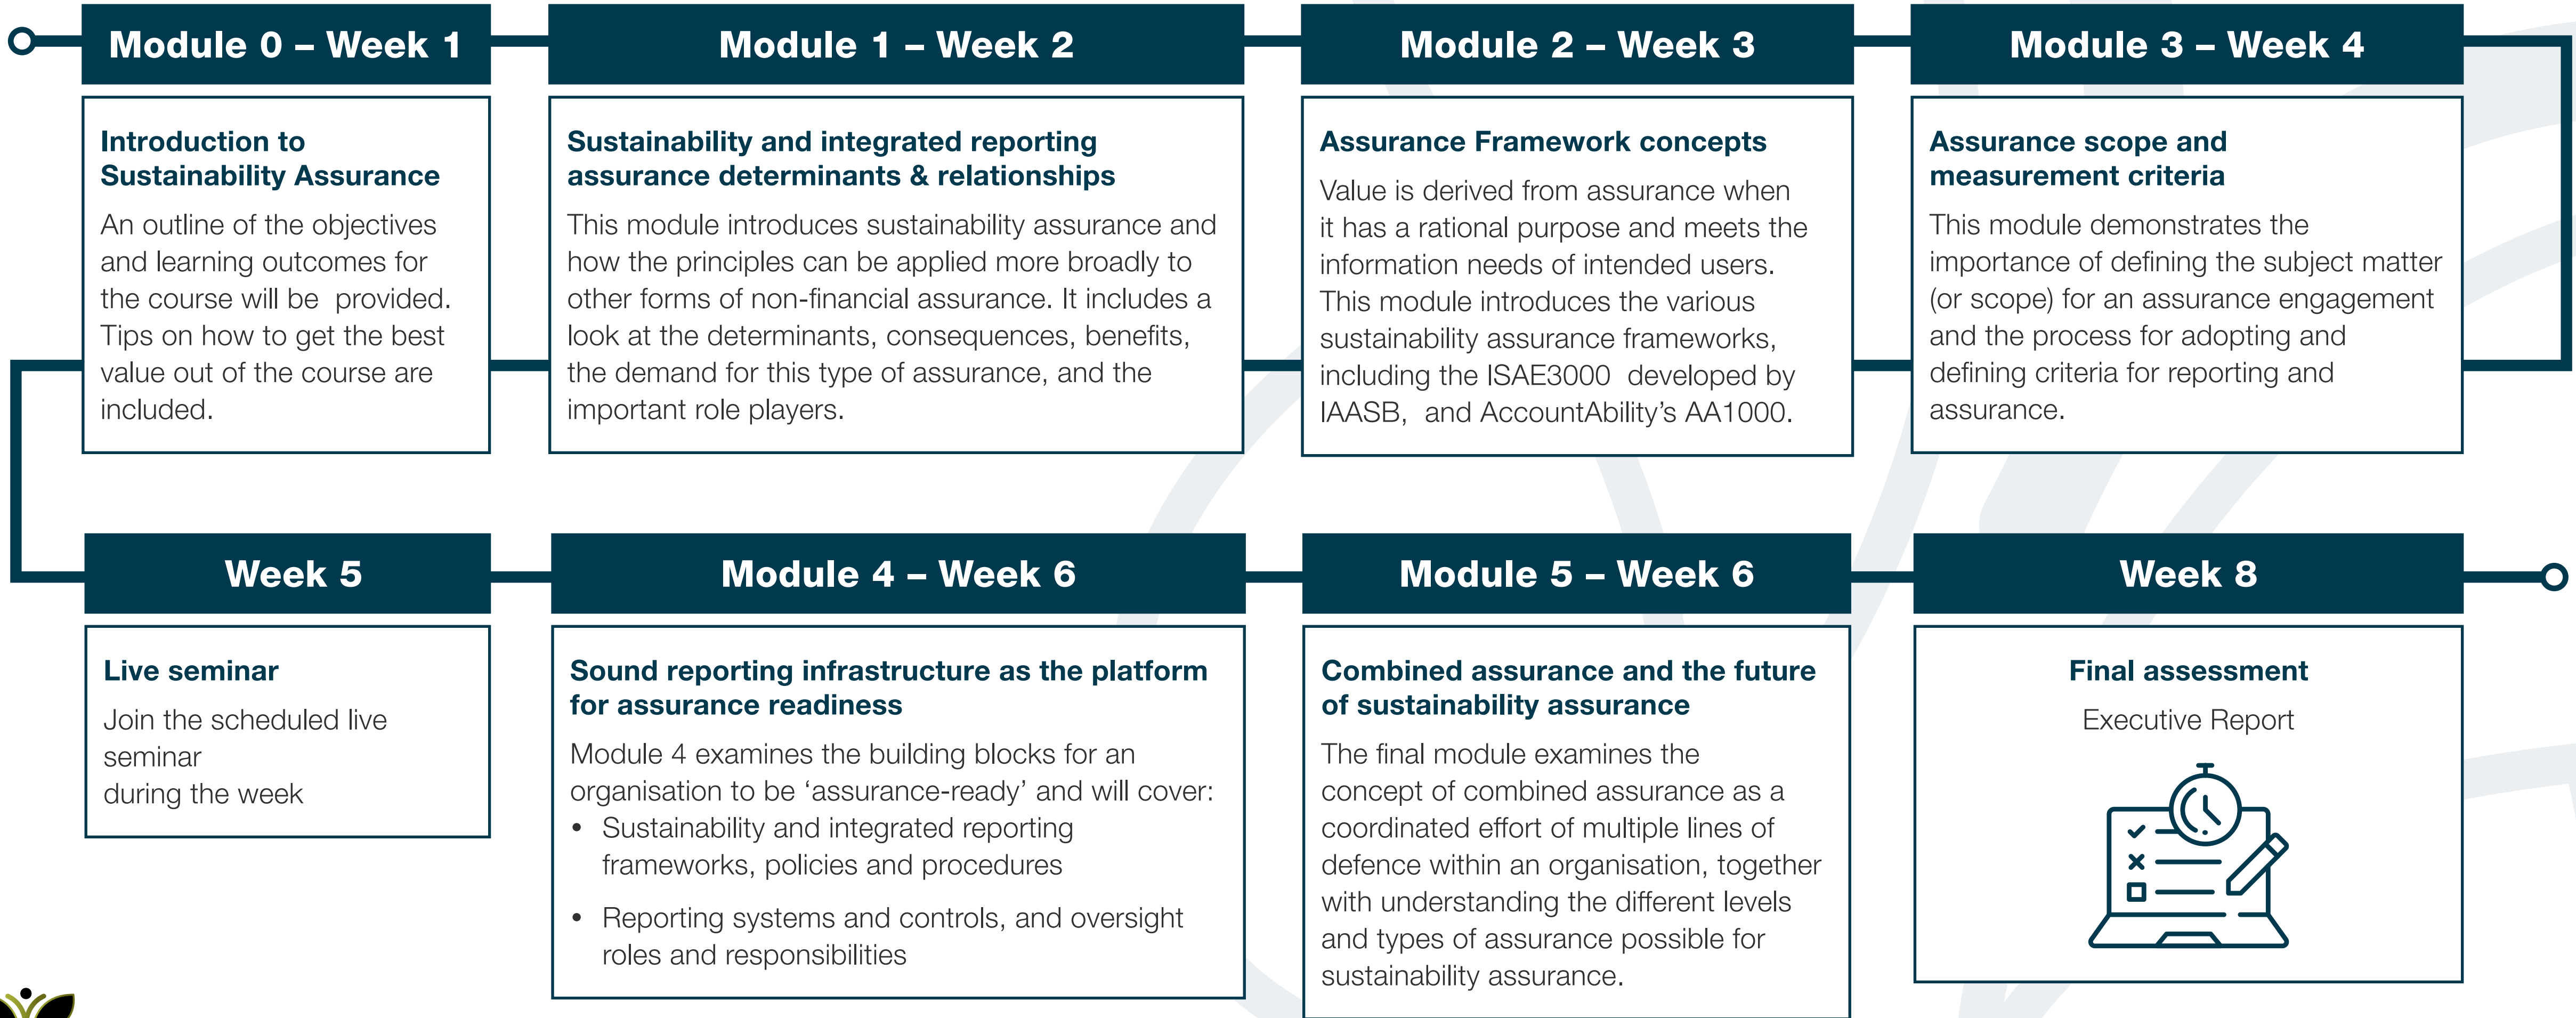 Module 0 – Week 1
Introduction to
Sustainability Assurance
An outline of the objectives
and learning outcomes for
the course will be  provided.
Tips on how to get the best
value out of the course are
included.
Module 1 – Week 2
Sustainability and integrated reporting
assurance determinants & relationships
This module introduces sustainability assurance and
how the principles can be applied more broadly to
other forms of non-financial assurance. It includes a
look at the determinants, consequences, benefits,
the demand for this type of assurance, and the
important role players.
Module 2 – Week 3
Assurance Framework concepts
Value is derived from assurance when
it has a rational purpose and meets the
information needs of intended users.
This module introduces the various
sustainability assurance frameworks,
including the ISAE3000  developed by
IAASB,  and AccountAbility’s AA1000.
Module 3 – Week 4
Assurance scope and
measurement criteria
This module demonstrates the
importance of defining the subject matter
(or scope) for an assurance engagement
and the process for adopting and
defining criteria for reporting and
assurance.
Week 5
Live seminar
Join the scheduled live
seminar
during the week
Module 4 – Week 6
Sound reporting infrastructure as the platform
for assurance readiness
Module 4 examines the building blocks for an
organisation to be ‘assurance-ready’ and will cover:
• Sustainability and integrated reporting
frameworks, policies and procedures
• Reporting systems and controls, and oversight
roles and responsibilities
Module 5 – Week 6
Combined assurance and the future
of sustainability assurance
The final module examines the
concept of combined assurance as a
coordinated effort of multiple lines of
defence within an organisation, together
with understanding the different levels
and types of assurance possible for
sustainability assurance.
Week 8
Final assessment
Executive Report